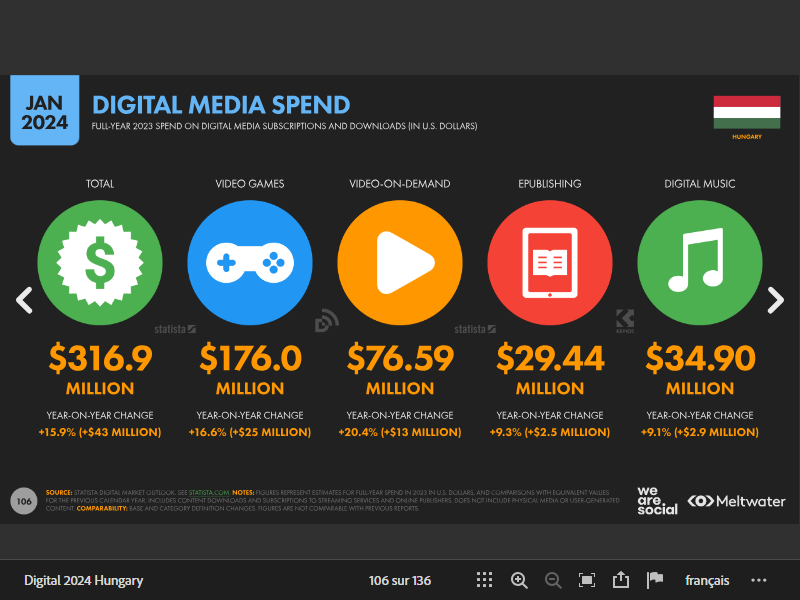 JAN
2024
DIGITAL MEDIA SPEND
FULL-YEAR 2023 SPEND ON DIGITAL MEDIA SUBSCRIPTIONS AND DOWNLOADS (IN U.S. DOLLARS)
HUNGARY
TOTAL
VIDEO GAMES
VIDEO-ON-DEMAND
EPUBLISHING
DIGITAL MUSIC
$
statista
statista
KEPIOS
$316.9
MILLION
YEAR-ON-YEAR CHANGE
+15.9% (+$43 MILLION)
$176.0
MILLION
YEAR-ON-YEAR CHANGE
+16.6% (+$25 MILLION)
$76.59
MILLION
YEAR-ON-YEAR CHANGE
+20.4% (+$13 MILLION)
$29.44
MILLION
YEAR-ON-YEAR CHANGE
+9.3% (+$2.5 MILLION)
$34.90
MILLION
YEAR-ON-YEAR CHANGE
+9.1% (+$2.9 MILLION)
106
SOURCE: STATISTA DIGITAL MARKET OUTLOOK. SEE STATISTA.COM. NOTES: FIGURES REPRESENT ESTIMATES FOR FULL-YEAR SPEND IN 2023 IN U.S. DOLLARS, AND COMPARISONS WITH EQUIVALENT VALUES
FOR THE PREVIOUS CALENDAR YEAR. INCLUDES CONTENT DOWNLOADS AND SUBSCRIPTIONS TO STREAMING SERVICES AND ONLINE PUBLISHERS. DOES NOT INCLUDE PHYSICAL MEDIA OR USER-GENERATED
CONTENT. COMPARABILITY: BASE AND CATEGORY DEFINITION CHANGES. FIGURES ARE NOT COMPARABLE WITH PREVIOUS REPORTS.
we
are
social
Meltwater
Digital 2024 Hungary
106 sur 136
français